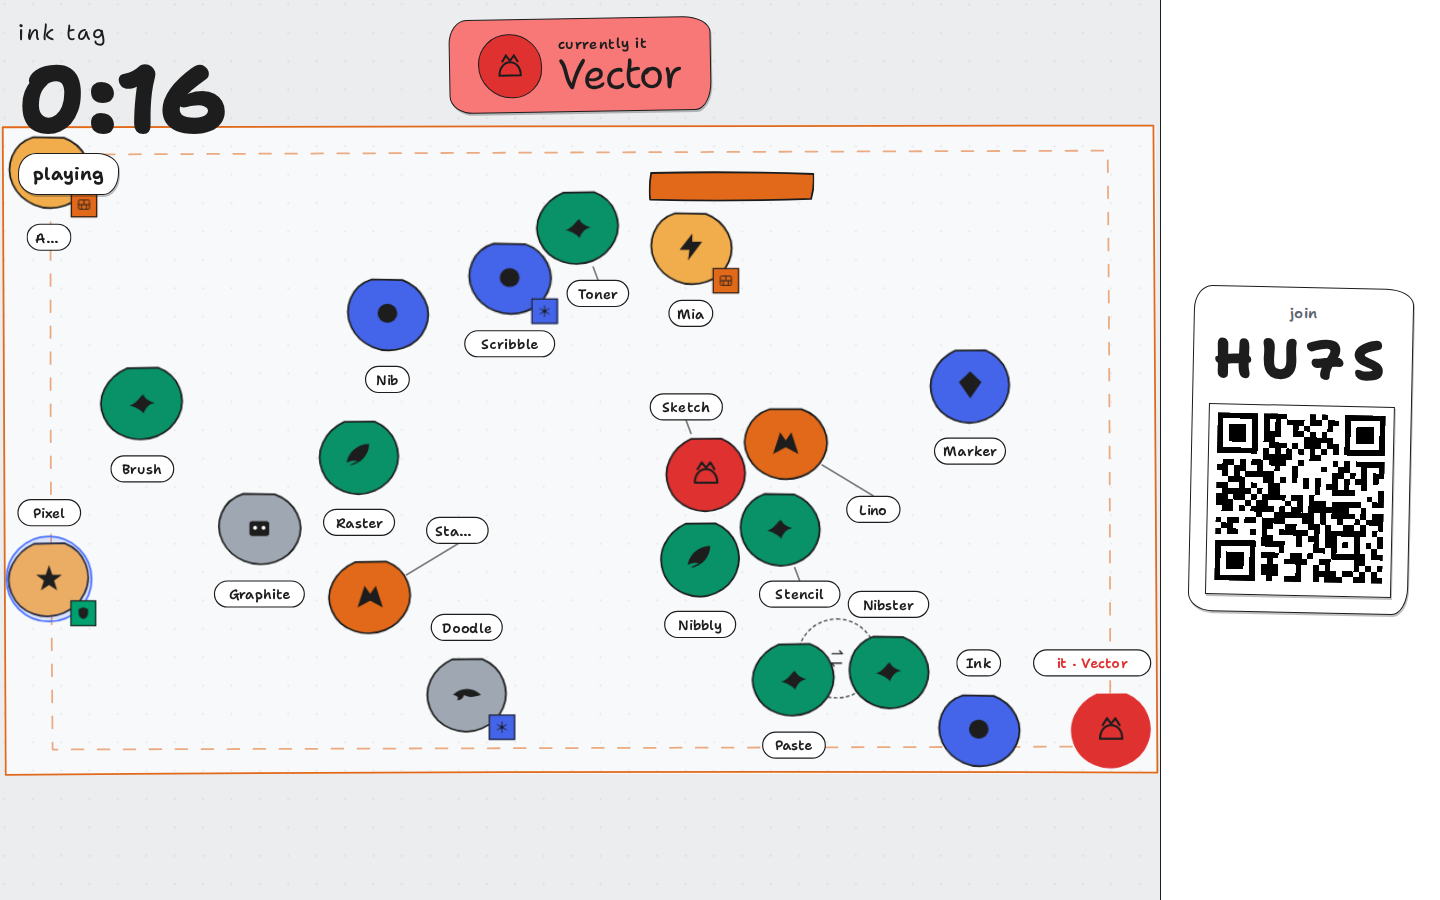 ink tag
0:16
currently it
Vector
playing
A...
Toner
Scribble
Mia
Nib
Brush
Sketch
Marker
Pixel
Raster
Sta...
Lino
Graphite
Stencil
Nibster
Doodle
Nibbly
Ink
it · Vector
Paste
join
HU7S